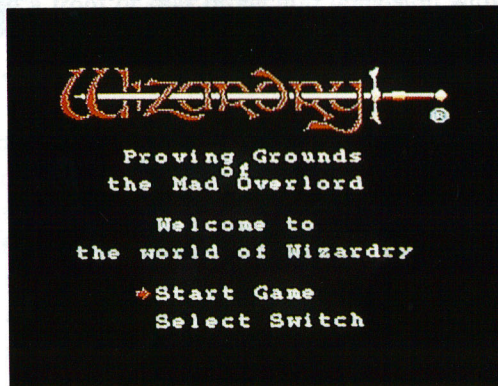 Wizardry
®
Proving Grounds
of
the Mad Overlord
Welcome to
the world of Wizardry
Start Game
Select Switch